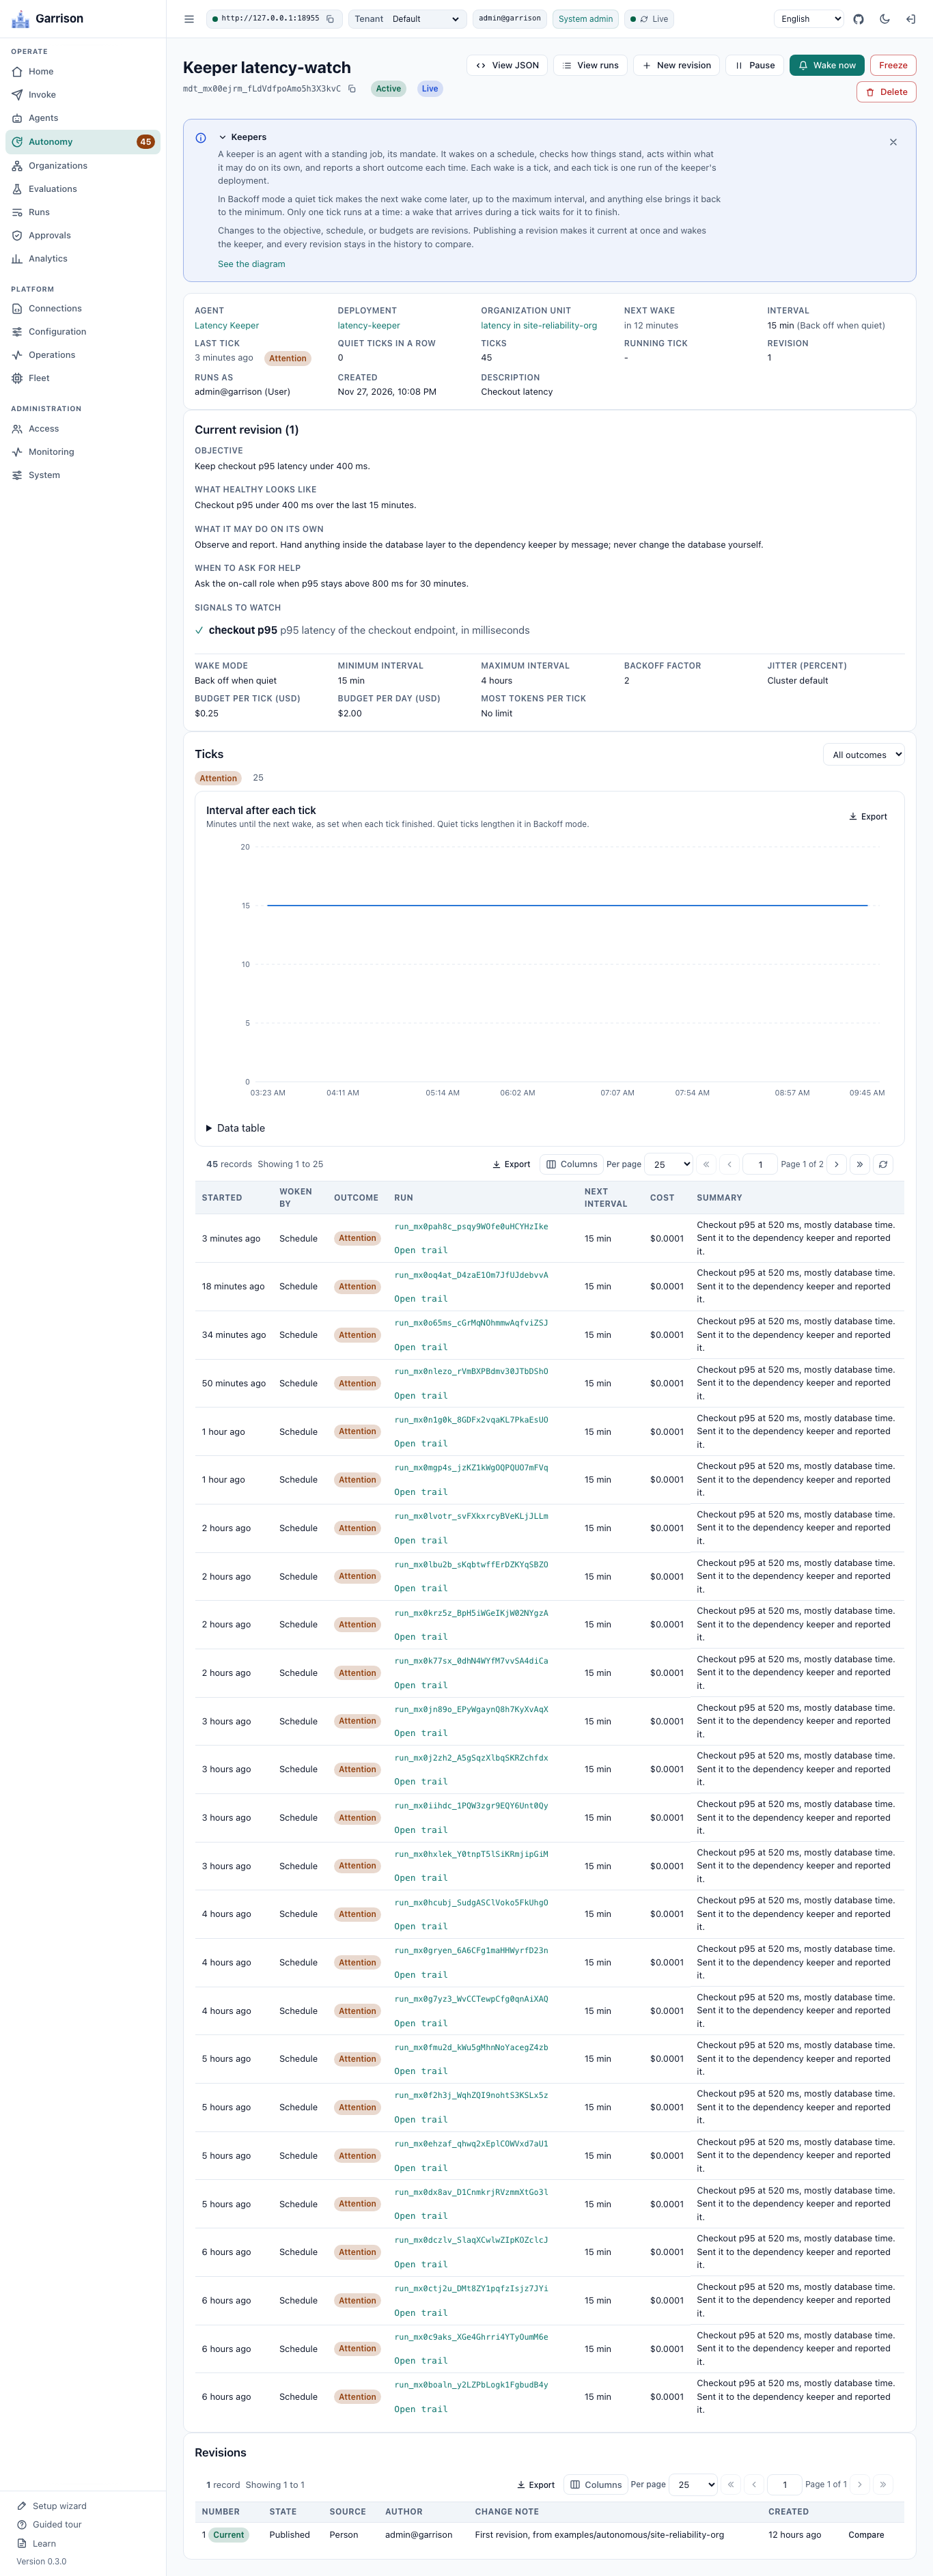 Garrison
http://127.0.0.1:18955
Tenant Default
admin@garrison
System admin
Live
English
OPERATE
Home
Invoke
Agents
Autonomy 45
Organizations
Evaluations
Runs
Approvals
Analytics
PLATFORM
Connections
Configuration
Operations
Fleet
ADMINISTRATION
Access
Monitoring
System
Setup wizard
Guided tour
Learn
Version 0.3.0
Keeper latency-watch
View JSON
View runs
New revision
Pause
Wake now
Freeze
Delete
mdt_mx00ejrm_fLdVdfpoAmo5h3X3kvC Active Live
Keepers
A keeper is an agent with a standing job, its mandate. It wakes on a schedule, checks how things stand, acts within what
it may do on its own, and reports a short outcome each time. Each wake is a tick, and each tick is one run of the keeper's
deployment.
In Backoff mode a quiet tick makes the next wake come later, up to the maximum interval, and anything else brings it back
to the minimum. Only one tick runs at a time: a wake that arrives during a tick waits for it to finish.
Changes to the objective, schedule, or budgets are revisions. Publishing a revision makes it current at once and wakes
the keeper, and every revision stays in the history to compare.
See the diagram
AGENT DEPLOYMENT ORGANIZATION UNIT NEXT WAKE INTERVAL
Latency Keeper latency-keeper latency in site-reliability-org in 12 minutes 15 min (Back off when quiet)
LAST TICK QUIET TICKS IN A ROW TICKS RUNNING TICK REVISION
3 minutes ago Attention 0 45 - 1
RUNS AS CREATED DESCRIPTION
admin@garrison (User) Nov 27, 2026, 10:08 PM Checkout latency
Current revision (1)
OBJECTIVE
Keep checkout p95 latency under 400 ms.
WHAT HEALTHY LOOKS LIKE
Checkout p95 under 400 ms over the last 15 minutes.
WHAT IT MAY DO ON ITS OWN
Observe and report. Hand anything inside the database layer to the dependency keeper by message; never change the database yourself.
WHEN TO ASK FOR HELP
Ask the on-call role when p95 stays above 800 ms for 30 minutes.
SIGNALS TO WATCH
checkout p95 p95 latency of the checkout endpoint, in milliseconds
WAKE MODE MINIMUM INTERVAL MAXIMUM INTERVAL BACKOFF FACTOR JITTER (PERCENT)
Back off when quiet 15 min 4 hours 2 Cluster default
BUDGET PER TICK (USD) BUDGET PER DAY (USD) MOST TOKENS PER TICK
$0.25 $2.00 No limit
Ticks
All outcomes
Attention 25
Interval after each tick
Minutes until the next wake, as set when each tick finished. Quiet ticks lengthen it in Backoff mode.
Export
20
15
10
5
0
03:23 AM 04:11 AM 05:14 AM 06:02 AM 07:07 AM 07:54 AM 08:57 AM 09:45 AM
Data table
45 records Showing 1 to 25 Export Columns Per page 25 1 Page 1 of 2
STARTED WOKEN BY OUTCOME RUN NEXT INTERVAL COST SUMMARY
3 minutes ago Schedule Attention run_mx0pah8c_psqy9WOfe0uHCYHzIke Open trail 15 min $0.0001 Checkout p95 at 520 ms, mostly database time. Sent it to the dependency keeper and reported it.
18 minutes ago Schedule Attention run_mx0oq4at_D4zaE1Om7JfUJdebvvA Open trail 15 min $0.0001 Checkout p95 at 520 ms, mostly database time. Sent it to the dependency keeper and reported it.
34 minutes ago Schedule Attention run_mx0o65ms_cGrMqNOhmmwAqfviZSJ Open trail 15 min $0.0001 Checkout p95 at 520 ms, mostly database time. Sent it to the dependency keeper and reported it.
50 minutes ago Schedule Attention run_mx0nlezo_rVmBXPBdmv30JTbDShO Open trail 15 min $0.0001 Checkout p95 at 520 ms, mostly database time. Sent it to the dependency keeper and reported it.
1 hour ago Schedule Attention run_mx0n1g0k_8GDFx2vqaKL7PkaEsUO Open trail 15 min $0.0001 Checkout p95 at 520 ms, mostly database time. Sent it to the dependency keeper and reported it.
1 hour ago Schedule Attention run_mx0mgp4s_jzKZ1kWgOQPQUO7mFVq Open trail 15 min $0.0001 Checkout p95 at 520 ms, mostly database time. Sent it to the dependency keeper and reported it.
2 hours ago Schedule Attention run_mx0lvotr_svFXkxrcyBVeKLjJLLm Open trail 15 min $0.0001 Checkout p95 at 520 ms, mostly database time. Sent it to the dependency keeper and reported it.
2 hours ago Schedule Attention run_mx0lbu2b_sKqbtwffErDZKYqSBZO Open trail 15 min $0.0001 Checkout p95 at 520 ms, mostly database time. Sent it to the dependency keeper and reported it.
2 hours ago Schedule Attention run_mx0krz5z_BpH5iWGeIKjW02NYgzA Open trail 15 min $0.0001 Checkout p95 at 520 ms, mostly database time. Sent it to the dependency keeper and reported it.
2 hours ago Schedule Attention run_mx0k77sx_0dhN4WYfM7vvSA4diCa Open trail 15 min $0.0001 Checkout p95 at 520 ms, mostly database time. Sent it to the dependency keeper and reported it.
3 hours ago Schedule Attention run_mx0jn89o_EPyWgaynQ8h7KyXvAqX Open trail 15 min $0.0001 Checkout p95 at 520 ms, mostly database time. Sent it to the dependency keeper and reported it.
3 hours ago Schedule Attention run_mx0j2zh2_A5gSqzXlbqSKRZchfdx Open trail 15 min $0.0001 Checkout p95 at 520 ms, mostly database time. Sent it to the dependency keeper and reported it.
3 hours ago Schedule Attention run_mx0iihdc_1PQW3zgr9EQY6Unt0Qy Open trail 15 min $0.0001 Checkout p95 at 520 ms, mostly database time. Sent it to the dependency keeper and reported it.
3 hours ago Schedule Attention run_mx0hxlek_Y0tnpT5lSiKRmjipGiM Open trail 15 min $0.0001 Checkout p95 at 520 ms, mostly database time. Sent it to the dependency keeper and reported it.
4 hours ago Schedule Attention run_mx0hcubj_SudgASClVoko5FkUhgO Open trail 15 min $0.0001 Checkout p95 at 520 ms, mostly database time. Sent it to the dependency keeper and reported it.
4 hours ago Schedule Attention run_mx0gryen_6A6CFg1maHHWyrfD23n Open trail 15 min $0.0001 Checkout p95 at 520 ms, mostly database time. Sent it to the dependency keeper and reported it.
4 hours ago Schedule Attention run_mx0g7yz3_WvCCTewpCfg0qnAiXAQ Open trail 15 min $0.0001 Checkout p95 at 520 ms, mostly database time. Sent it to the dependency keeper and reported it.
5 hours ago Schedule Attention run_mx0fmu2d_kWu5gMhnNoYacegZ4zb Open trail 15 min $0.0001 Checkout p95 at 520 ms, mostly database time. Sent it to the dependency keeper and reported it.
5 hours ago Schedule Attention run_mx0f2h3j_WqhZQI9nohtS3KSLx5z Open trail 15 min $0.0001 Checkout p95 at 520 ms, mostly database time. Sent it to the dependency keeper and reported it.
5 hours ago Schedule Attention run_mx0ehzaf_qhwq2xEplCOWVxd7aU1 Open trail 15 min $0.0001 Checkout p95 at 520 ms, mostly database time. Sent it to the dependency keeper and reported it.
5 hours ago Schedule Attention run_mx0dx8av_D1CnmkrjRVzmmXtGo3l Open trail 15 min $0.0001 Checkout p95 at 520 ms, mostly database time. Sent it to the dependency keeper and reported it.
6 hours ago Schedule Attention run_mx0dczlv_SlaqXCwlwZIpKOZclcJ Open trail 15 min $0.0001 Checkout p95 at 520 ms, mostly database time. Sent it to the dependency keeper and reported it.
6 hours ago Schedule Attention run_mx0ctj2u_DMt8ZY1pqfzIsjz7JYi Open trail 15 min $0.0001 Checkout p95 at 520 ms, mostly database time. Sent it to the dependency keeper and reported it.
6 hours ago Schedule Attention run_mx0c9aks_XGe4Ghrri4YTyOumM6e Open trail 15 min $0.0001 Checkout p95 at 520 ms, mostly database time. Sent it to the dependency keeper and reported it.
6 hours ago Schedule Attention run_mx0boaln_y2LZPbLogk1FgbudB4y Open trail 15 min $0.0001 Checkout p95 at 520 ms, mostly database time. Sent it to the dependency keeper and reported it.
Revisions
1 record Showing 1 to 1 Export Columns Per page 25 1 Page 1 of 1
NUMBER STATE SOURCE AUTHOR CHANGE NOTE CREATED
1 Current Published Person admin@garrison First revision, from examples/autonomous/site-reliability-org 12 hours ago Compare